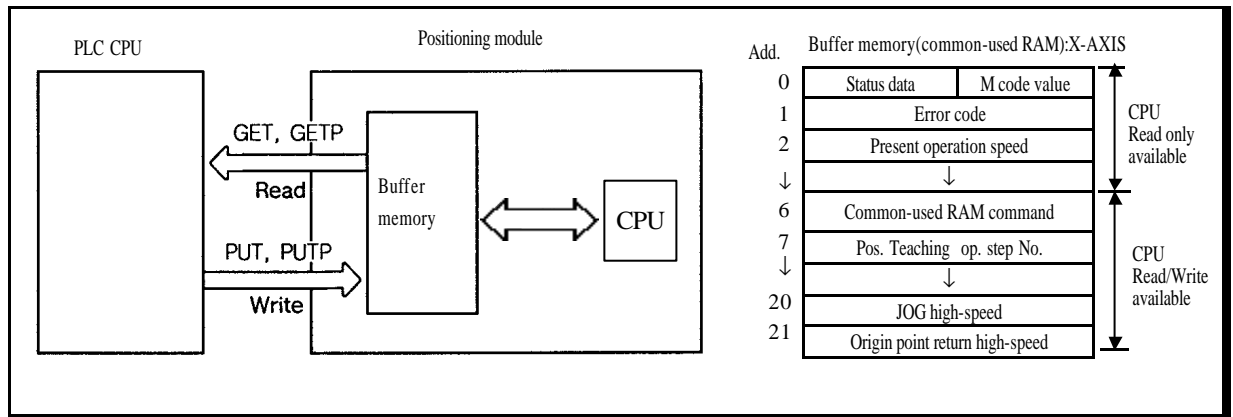 PLC CPU
Positioning module
GET, GETP
Read
PUT, PUTP
Write
Buffer
memory
CPU
Add.
Buffer memory(common-used RAM):X-AXIS
0
Status data
M code value
1
Error code
2
Present operation speed
↓
↓
6
Common-used RAM command
7
Pos. Teaching op. step No.
↓
↓
20
JOG high-speed
21
Origin point return high-speed
CPU
Read only
available
CPU
Read/Write
available